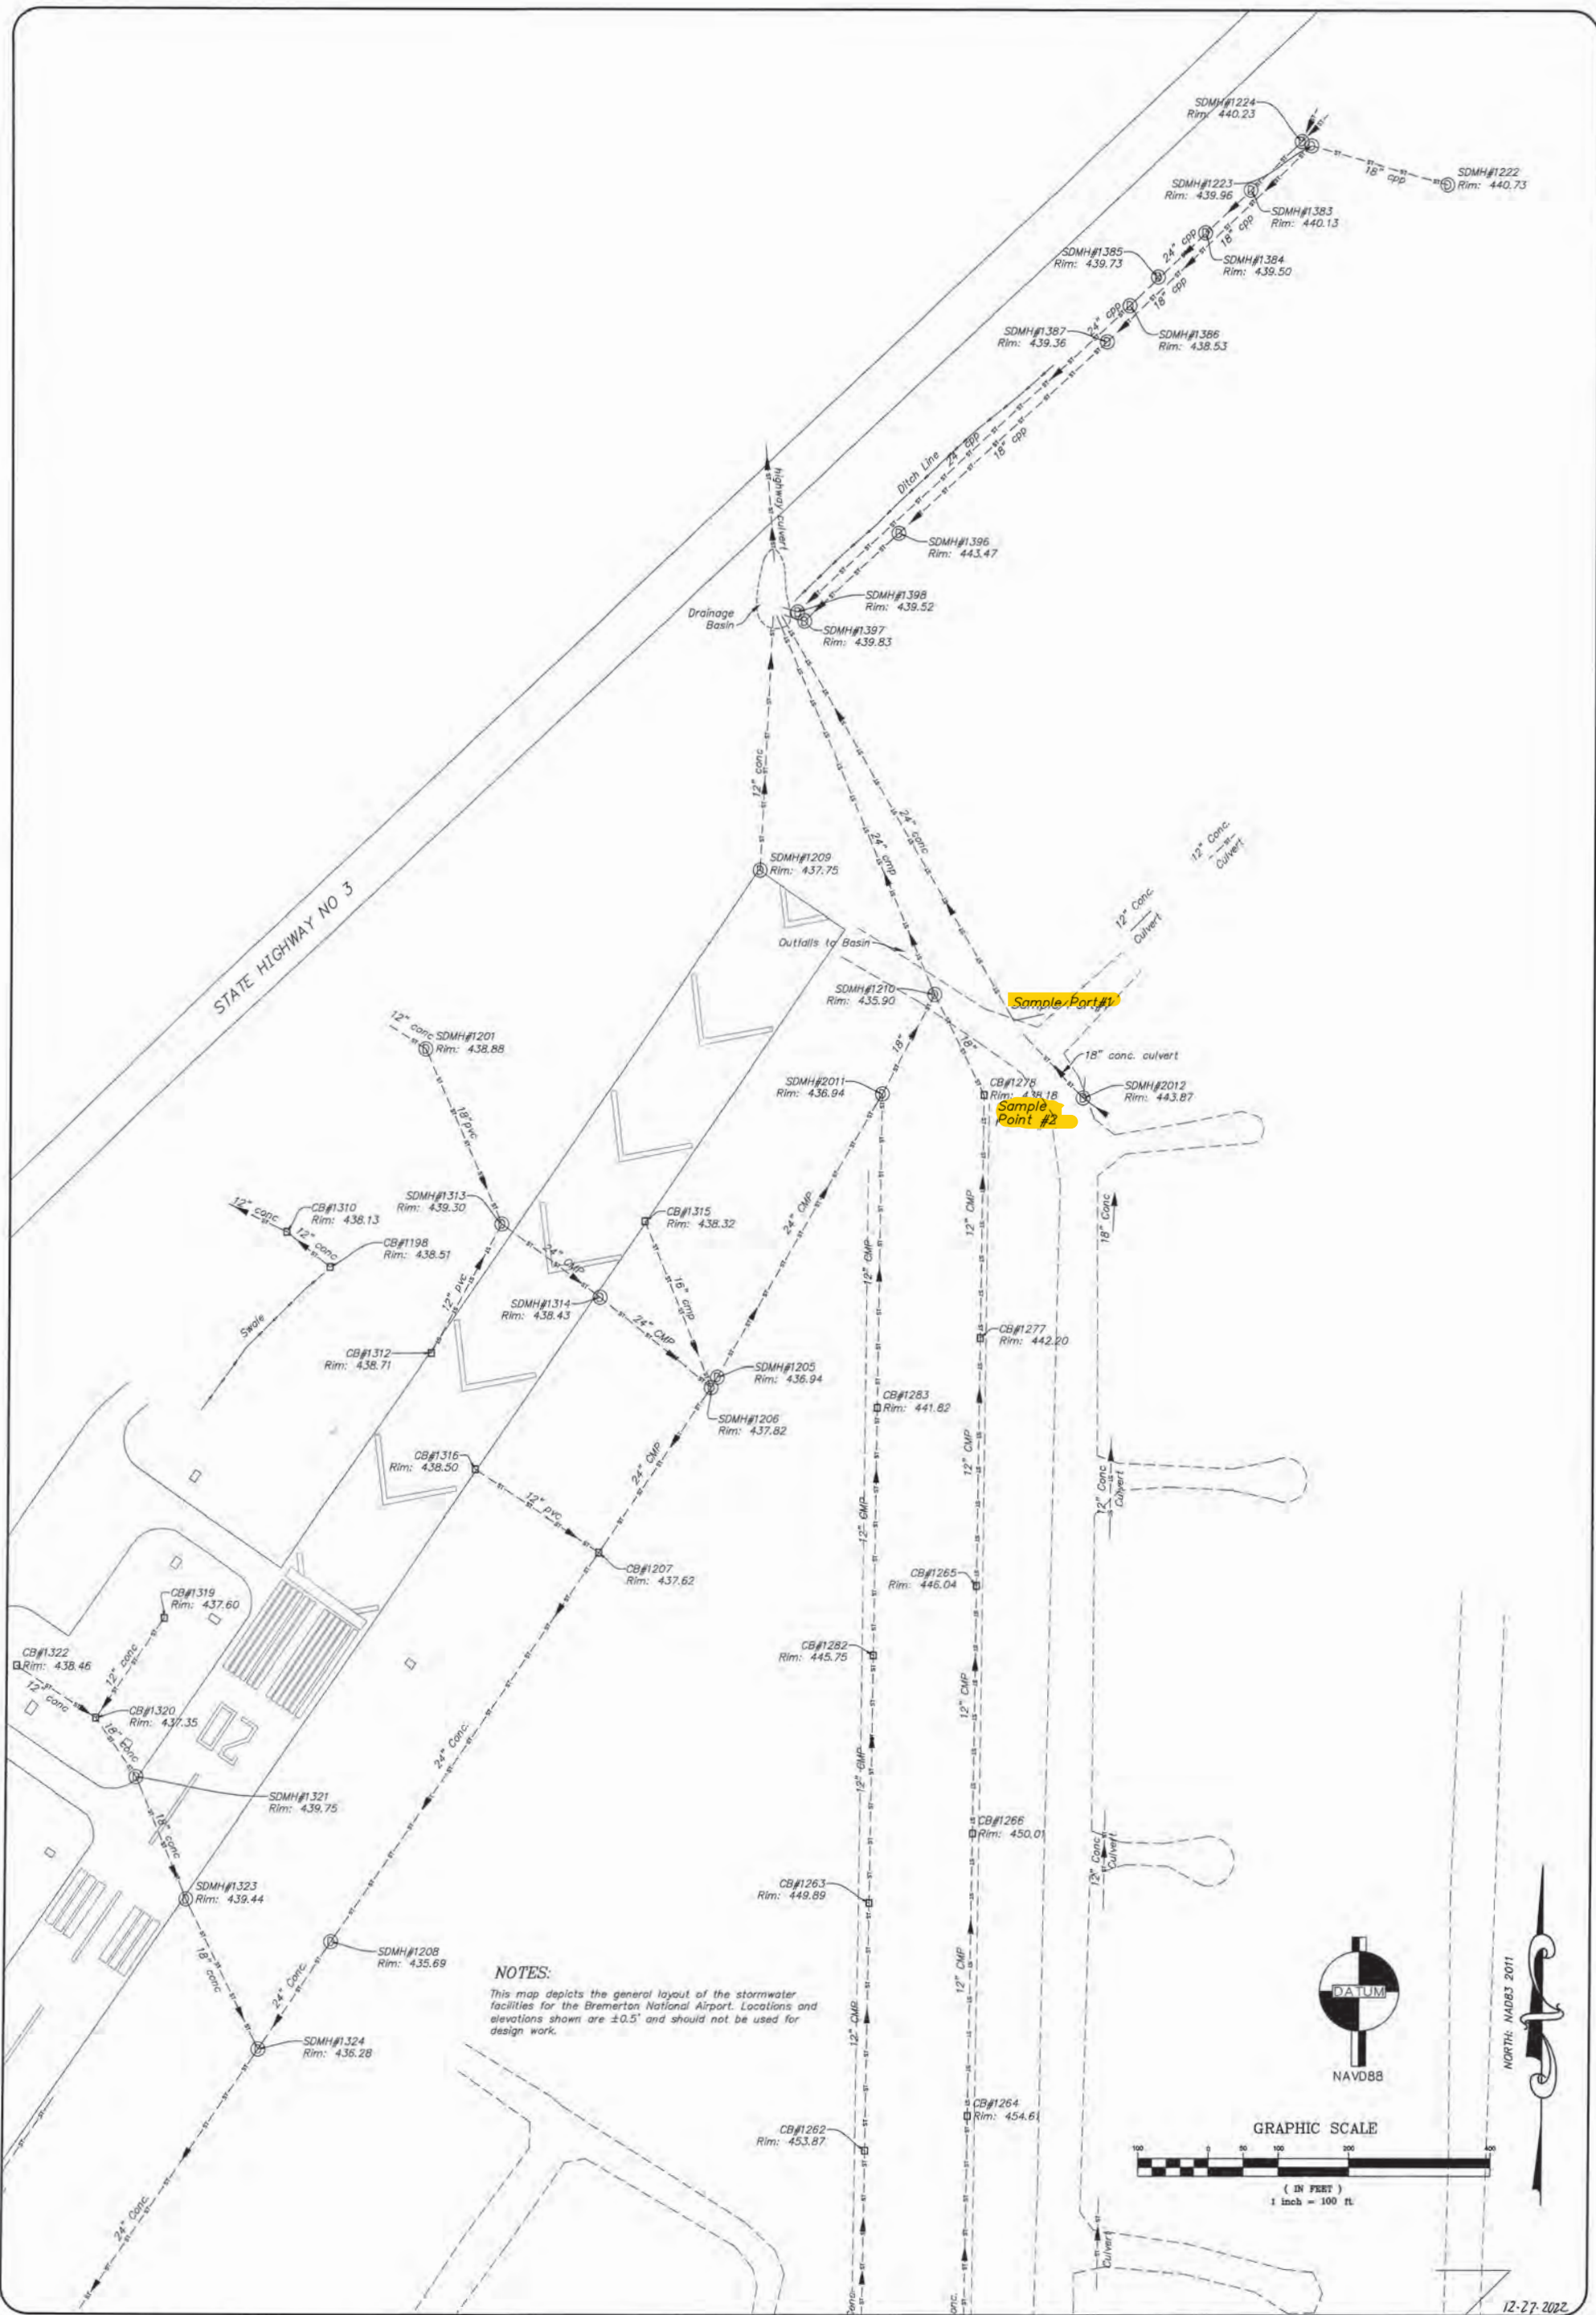 SDMH#1224
Rim: 440.23
SDMH#1222
Rim: 440.73
18" cpp
SDMH#1223
Rim: 439.96
SDMH#1383
Rim: 440.13
18" cpp
24" cpp
SDMH#1385
Rim: 439.73
SDMH#1384
Rim: 439.50
18" cpp
24" cpp
SDMH#1387
Rim: 439.36
SDMH#1386
Rim: 438.53
Ditch Line
24" cpp
18" cpp
highway culvert
SDMH#1396
Rim: 443.47
Drainage
Basin
SDMH#1398
Rim: 439.52
SDMH#1397
Rim: 439.83
12" conc
24" cmp
24" conc
12" Conc.
Culvert
12" Conc.
Culvert
SDMH#1209
Rim: 437.75
STATE HIGHWAY NO 3
Outfalls to Basin
SDMH#1210
Rim: 435.90
Sample Port#1
12" conc
SDMH#1201
Rim: 438.88
18"
18"
18" conc. culvert
SDMH#2011
Rim: 436.94
CB#1278
Rim: 438.18
Sample
Point #2
SDMH#2012
Rim: 443.87
18"pvc
SDMH#1313
Rim: 439.30
12" conc
CB#1310
Rim: 438.13
12" conc
CB#1198
Rim: 438.51
CB#1315
Rim: 438.32
24" CMP
12" CMP
12" CMP
18" Conc
24" CMP
16" cmp
12" pvc
SDMH#1314
Rim: 438.43
24" CMP
Swale
CB#1312
Rim: 438.71
CB#1277
Rim: 442.20
SDMH#1205
Rim: 436.94
SDMH#1206
Rim: 437.82
CB#1283
Rim: 441.82
CB#1316
Rim: 438.50
24" CMP
12" CMP
12" pvc
12" CMP
12" Conc
Culvert
CB#1207
Rim: 437.62
CB#1265
Rim: 446.04
CB#1319
Rim: 437.60
CB#1322
Rim: 438.46
12" conc
12" conc
CB#1282
Rim: 445.75
CB#1320
Rim: 437.35
18" Conc
02
24" Conc.
12" CMP
12" CMP
SDMH#1321
Rim: 439.75
18" conc
CB#1266
Rim: 450.01
12" Conc
Culvert
SDMH#1323
Rim: 439.44
CB#1263
Rim: 449.89
18" conc
SDMH#1208
Rim: 435.69
24" Conc.
12" CMP
12" CMP
NOTES:
This map depicts the general layout of the stormwater
facilities for the Bremerton National Airport. Locations and
elevations shown are ±0.5' and should not be used for
design work.
SDMH#1324
Rim: 436.28
DATUM
NAVD88
NORTH: NAD83 2011
CB#1264
Rim: 454.61
CB#1262
Rim: 453.87
24" Conc.
Culvert
GRAPHIC SCALE
100 0 50 100 200 400
( IN FEET )
1 inch = 100 ft.
Conc.
Conc.
12-27-2022